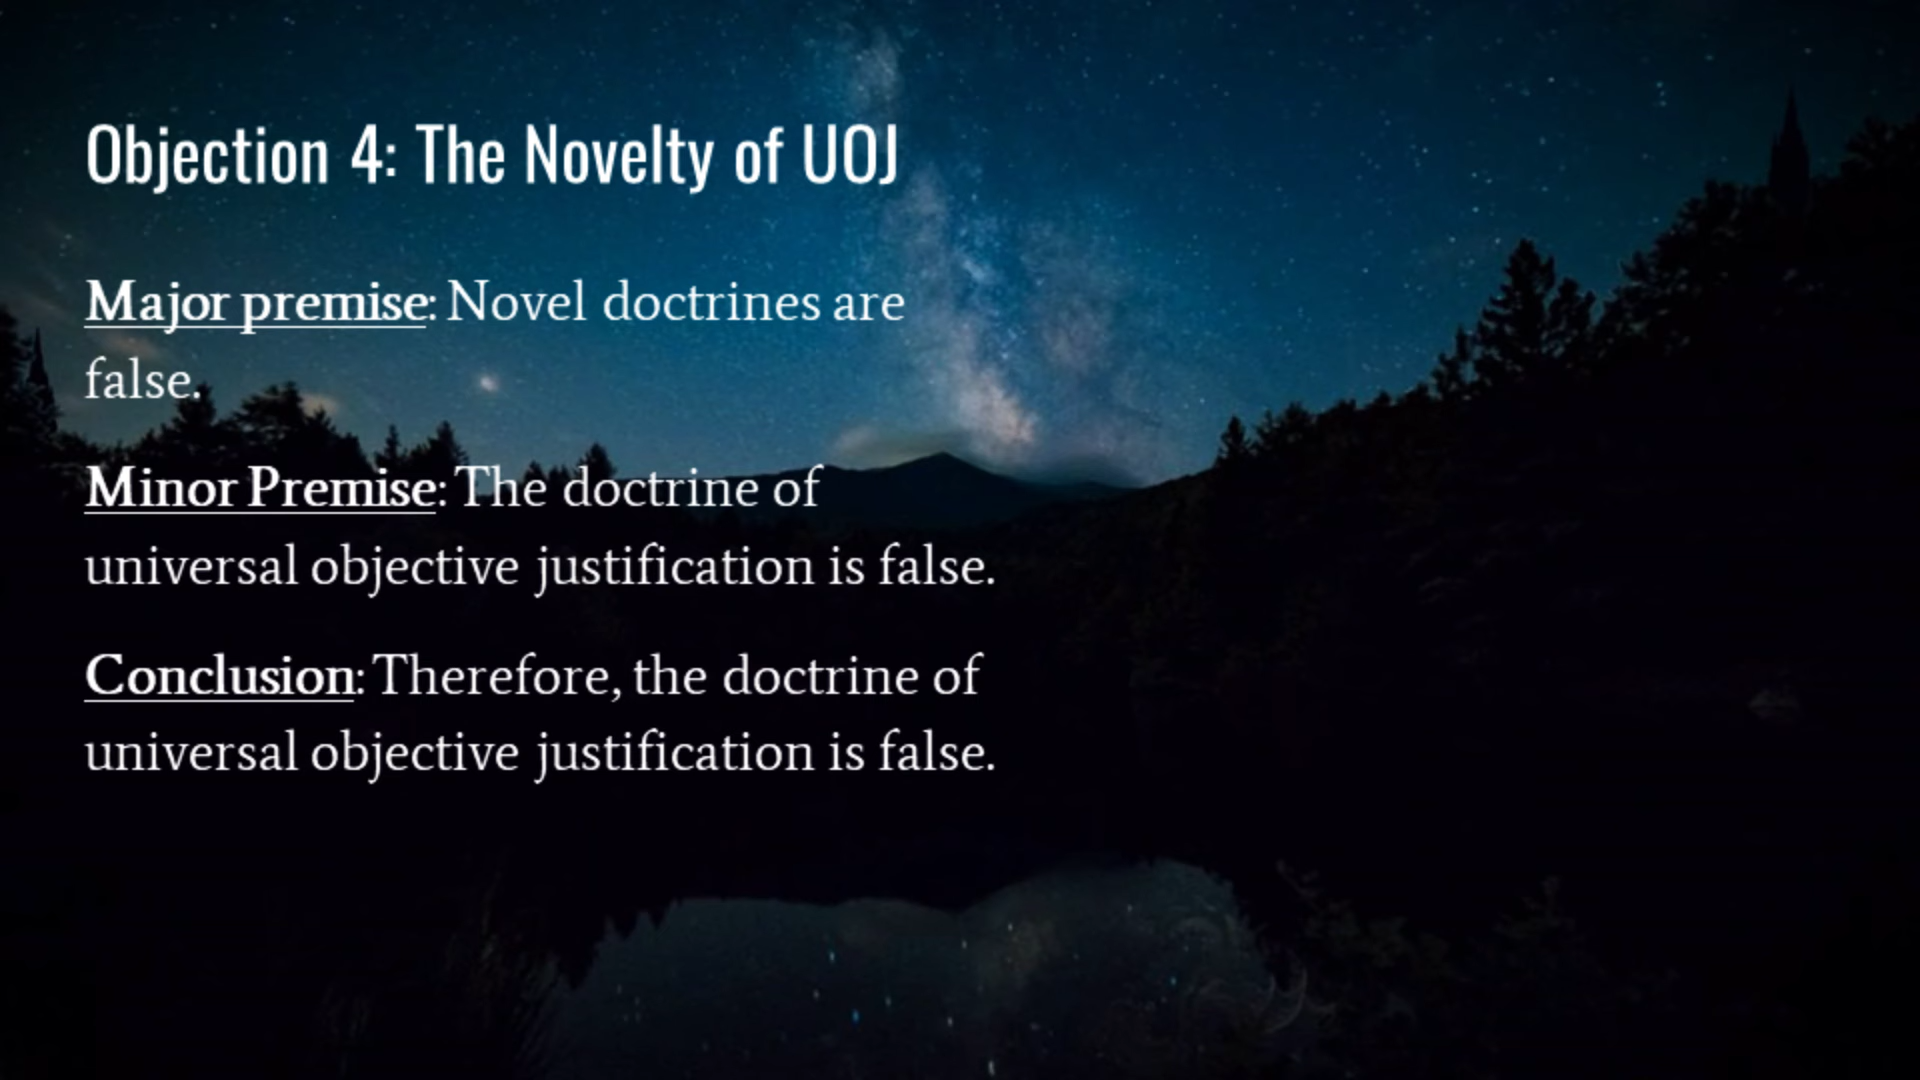 Objection 4: The Novelty of UOJ
Major premise: Novel doctrines are
false.
Minor Premise: The doctrine of
universal objective justification is false.
Conclusion: Therefore, the doctrine of
universal objective justification is false.